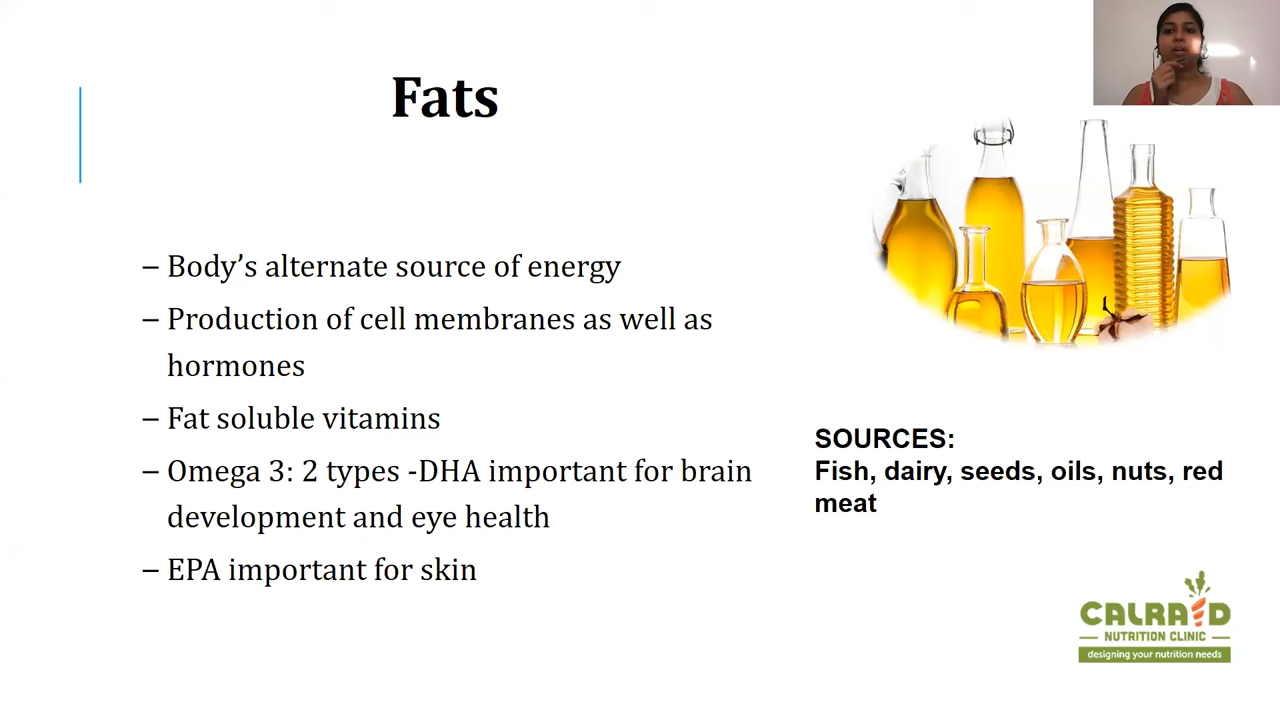 Fats
– Body’s alternate source of energy
– Production of cell membranes as well as
hormones
– Fat soluble vitamins
– Omega 3: 2 types -DHA important for brain
development and eye health
– EPA important for skin
SOURCES:
Fish, dairy, seeds, oils, nuts, red
meat
CALRAID
NUTRITION CLINIC
designing your nutrition needs